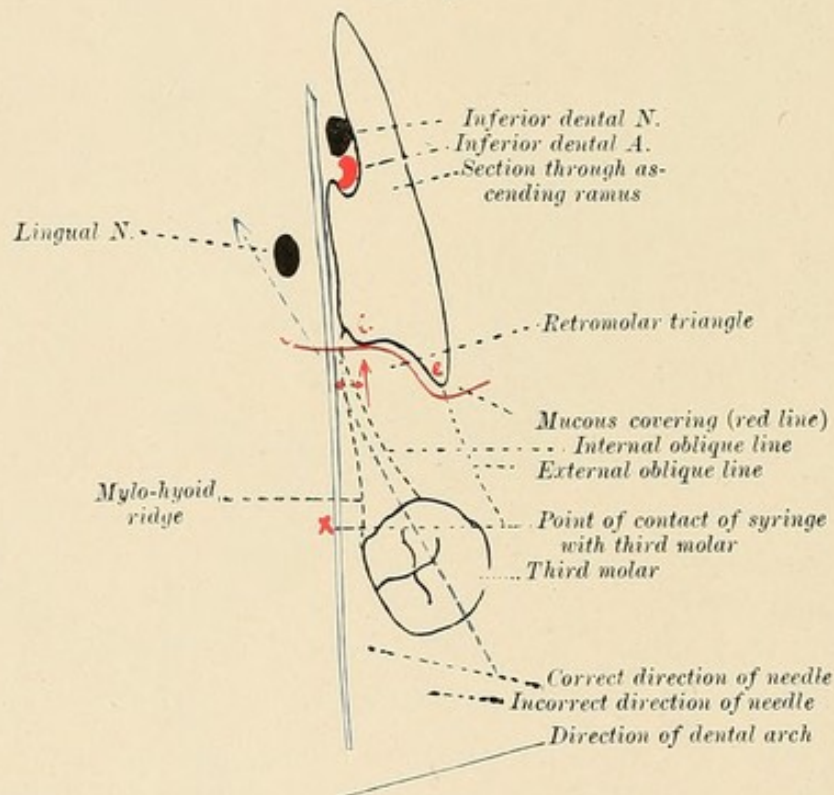 Inferior dental N.
Inferior dental A.
Section through as-
cending ramus
Lingual N.
Retromolar triangle
Mucous covering (red line)
Internal oblique line
External oblique line
Mylo-hyoid
ridge
Point of contact of syringe
with third molar
Third molar
Correct direction of needle
Incorrect direction of needle
Direction of dental arch
i.
e
x